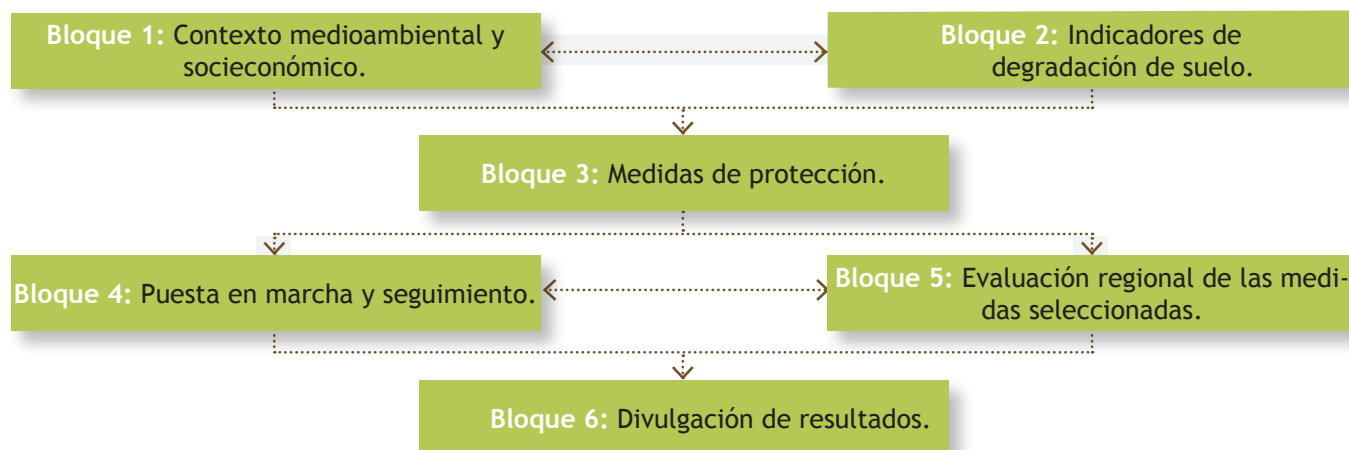 Bloque 1: Contexto medioambiental y
socieconómico.
Bloque 2: Indicadores de
degradación de suelo.
Bloque 3: Medidas de protección.
Bloque 4: Puesta en marcha y seguimiento.
Bloque 5: Evaluación regional de las medi-
das seleccionadas.
Bloque 6: Divulgación de resultados.